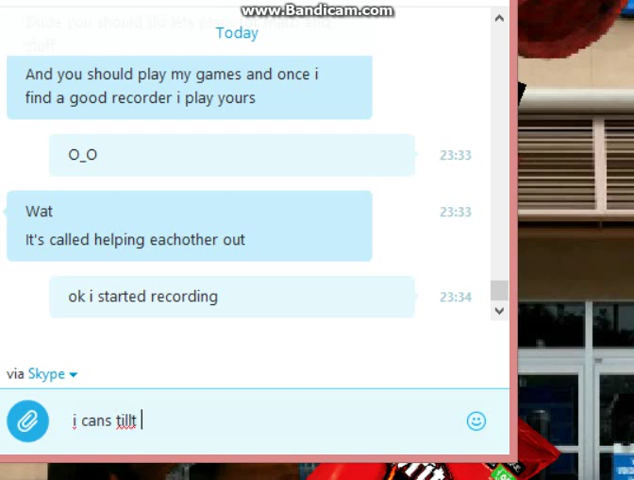 www.Bandicam.com
Today
And you should play my games and once i
find a good recorder i play yours
O_O
23:33
Wat
23:33
It's called helping eachother out
ok i started recording
23:34
via Skype
i cans tillt